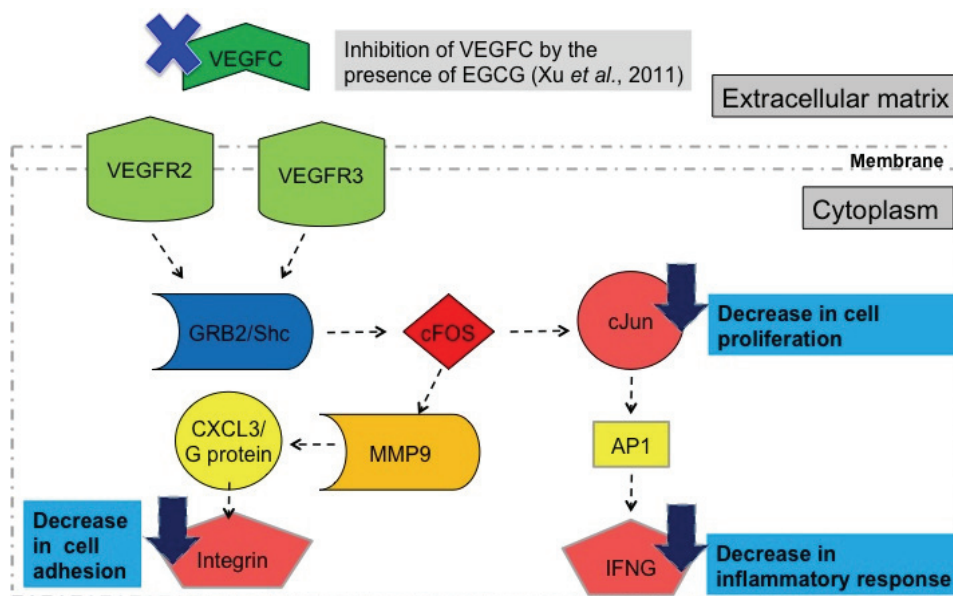 VEGFC
Inhibition of VEGFC by the
presence of EGCG (Xu et al., 2011)
Extracellular matrix
Membrane
VEGFR2
VEGFR3
Cytoplasm
GRB2/Shc
cFOS
cJun
Decrease in cell
proliferation
CXCL3/
G protein
MMP9
AP1
Decrease
in cell
adhesion
Integrin
IFNG
Decrease in
inflammatory response